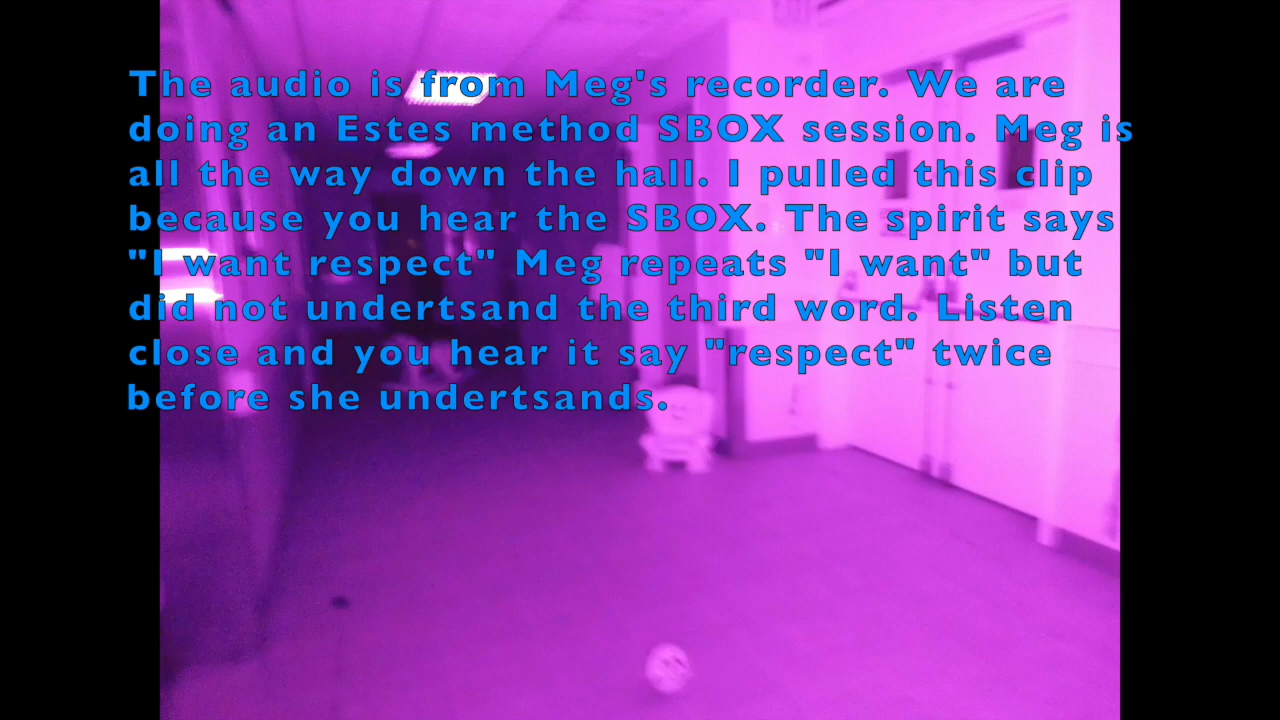 The audio is from Meg's recorder. We are
doing an Estes method SBOX session. Meg is
all the way down the hall. I pulled this clip
because you hear the SBOX. The spirit says
"I want respect" Meg repeats "I want" but
did not undertsand the third word. Listen
close and you hear it say "respect" twice
before she undertsands.